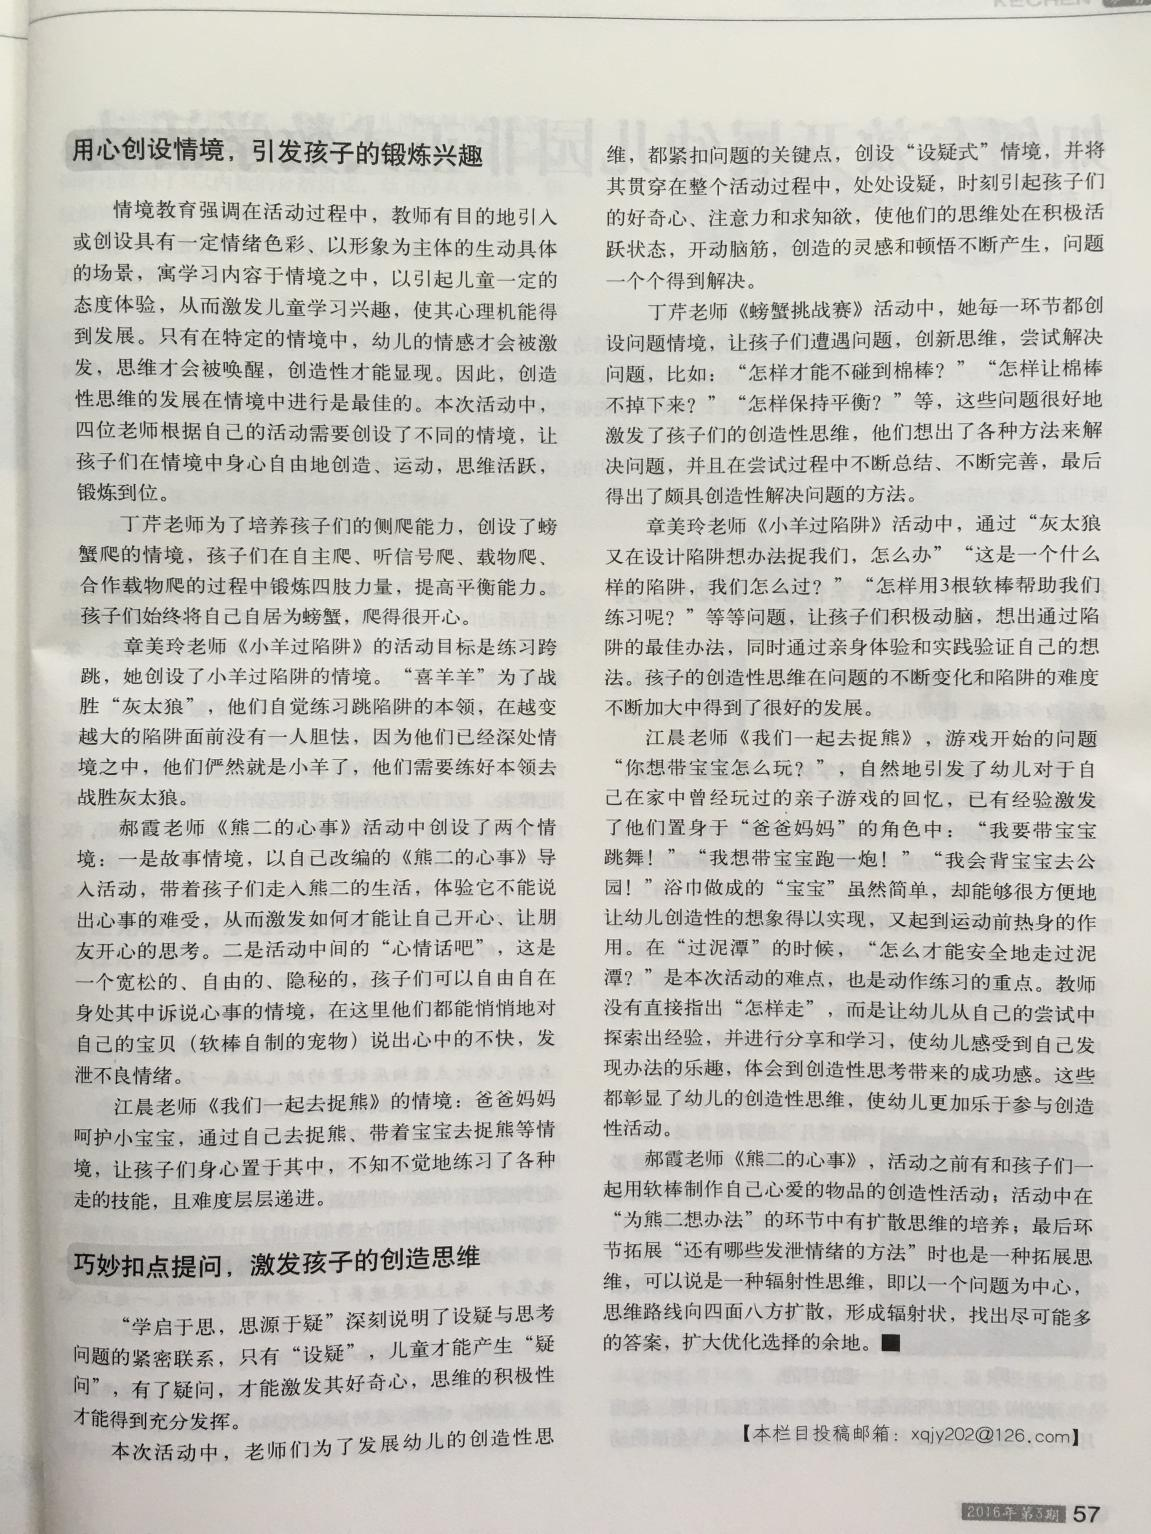 KECHEN
用心创设情境，引发孩子的锻炼兴趣
情境教育强调在活动过程中，教师有目的地引入
或创设具有一定情绪色彩、以形象为主体的生动具体
的场景，寓学习内容于情境之中，以引起儿童一定的
态度体验，从而激发儿童学习兴趣，使其心理机能得
到发展。只有在特定的情境中，幼儿的情感才会被激
发，思维才会被唤醒，创造性才能显现。因此，创造
性思维的发展在情境中进行是最佳的。本次活动中，
四位老师根据自己的活动需要创设了不同的情境，让
孩子们在情境中身心自由地创造、运动，思维活跃，
锻炼到位。
丁芹老师为了培养孩子们的侧爬能力，创设了螃
蟹爬的情境，孩子们在自主爬、听信号爬、载物爬、
合作载物爬的过程中锻炼四肢力量，提高平衡能力。
孩子们始终将自己自居为螃蟹，爬得很开心。
章美玲老师《小羊过陷阱》的活动目标是练习跨
跳，她创设了小羊过陷阱的情境。“喜羊羊”为了战
胜“灰太狼”，他们自觉练习跳陷阱的本领，在越变
越大的陷阱面前没有一人胆怯，因为他们已经深处情
境之中，他们俨然就是小羊了，他们需要练好本领去
战胜灰太狼。
郝霞老师《熊二的心事》活动中创设了两个情
境：一是故事情境，以自己改编的《熊二的心事》导
入活动，带着孩子们走入熊二的生活，体验它不能说
出心事的难受，从而激发如何才能让自己开心、让朋
友开心的思考。二是活动中间的“心情话吧”，这是
一个宽松的、自由的、隐秘的，孩子们可以自由自在
身处其中诉说心事的情境，在这里他们都能悄悄地对
自己的宝贝（软棒自制的宠物）说出心中的不快，发
泄不良情绪。
江晨老师《我们一起去捉熊》的情境：爸爸妈妈
呵护小宝宝，通过自己去捉熊、带着宝宝去捉熊等情
境，让孩子们身心置于其中，不知不觉地练习了各种
走的技能，且难度层层递进。
巧妙扣点提问，激发孩子的创造思维
“学启于思，思源于疑”深刻说明了设疑与思考
问题的紧密联系，只有“设疑”，儿童才能产生“疑
问”，有了疑问，才能激发其好奇心，思维的积极性
才能得到充分发挥。
本次活动中，老师们为了发展幼儿的创造性思
维，都紧扣问题的关键点，创设“设疑式”情境，并将
其贯穿在整个活动过程中，处处设疑，时刻引起孩子们
的好奇心、注意力和求知欲，使他们的思维处在积极活
跃状态，开动脑筋，创造的灵感和顿悟不断产生，问题
一个个得到解决。
丁芹老师《螃蟹挑战赛》活动中，她每一环节都创
设问题情境，让孩子们遭遇问题，创新思维，尝试解决
问题，比如：“怎样才能不碰到棉棒？”“怎样让棉棒
不掉下来？”“怎样保持平衡？”等，这些问题很好地
激发了孩子们的创造性思维，他们想出了各种方法来解
决问题，并且在尝试过程中不断总结、不断完善，最后
得出了颇具创造性解决问题的方法。
章美玲老师《小羊过陷阱》活动中，通过“灰太狼
又在设计陷阱想办法捉我们，怎么办”“这是一个什么
样的陷阱，我们怎么过？”“怎样用3根软棒帮助我们
练习呢？”等等问题，让孩子们积极动脑，想出通过陷
阱的最佳办法，同时通过亲身体验和实践验证自己的想
法。孩子的创造性思维在问题的不断变化和陷阱的难度
不断加大中得到了很好的发展。
江晨老师《我们一起去捉熊》，游戏开始的问题
“你想带宝宝怎么玩？”，自然地引发了幼儿对于自
己在家中曾经玩过的亲子游戏的回忆，已有经验激发
了他们置身于“爸爸妈妈”的角色中：“我要带宝宝
跳舞！”“我想带宝宝跑一炮！”“我会背宝宝去公
园！”浴巾做成的“宝宝”虽然简单，却能够很方便地
让幼儿创造性的想象得以实现，又起到运动前热身的作
用。在“过泥潭”的时候，“怎么才能安全地走过泥
潭？”是本次活动的难点，也是动作练习的重点。教师
没有直接指出“怎样走”，而是让幼儿从自己的尝试中
探索出经验，并进行分享和学习，使幼儿感受到自己发
现办法的乐趣，体会到创造性思考带来的成功感。这些
都彰显了幼儿的创造性思维，使幼儿更加乐于参与创造
性活动。
郝霞老师《熊二的心事》，活动之前有和孩子们一
起用软棒制作自己心爱的物品的创造性活动；活动中在
“为熊二想办法”的环节中有扩散思维的培养；最后环
节拓展“还有哪些发泄情绪的方法”时也是一种拓展思
维，可以说是一种辐射性思维，即以一个问题为中心，
思维路线向四面八方扩散，形成辐射状，找出尽可能多
的答案，扩大优化选择的余地。■
【本栏目投稿邮箱：xqjy202@126.com】
2016年第3期 57